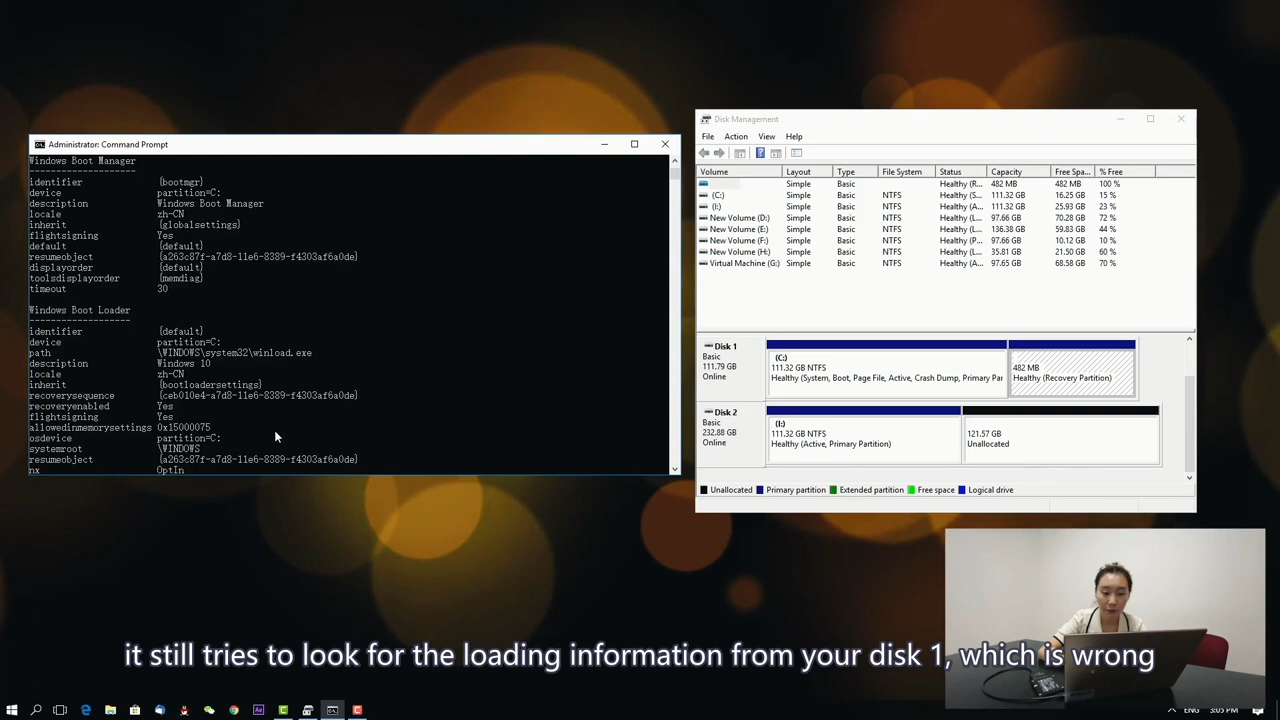 Administrator: Command Prompt
Windows Boot Manager
--------------------
identifier {bootmgr}
device partition=C:
description Windows Boot Manager
locale zh-CN
inherit {globalsettings}
flightsigning Yes
default {default}
resumeobject {a263c87f-a7d8-11e6-8389-f4303af6a0de}
displayorder {default}
toolsdisplayorder {memdiag}
timeout 30
Windows Boot Loader
-------------------
identifier {default}
device partition=C:
path \WINDOWS\system32\winload.exe
description Windows 10
locale zh-CN
inherit {bootloadersettings}
recoverysequence {ceb010e4-a7d8-11e6-8389-f4303af6a0de}
recoveryenabled Yes
flightsigning Yes
allowedinmemorysettings 0x15000075
osdevice partition=C:
systemroot \WINDOWS
resumeobject {a263c87f-a7d8-11e6-8389-f4303af6a0de}
nx OptIn
Disk Management
File Action View Help
Volume Layout Type File System Status Capacity Free Spa... % Free
Simple Basic Healthy (R... 482 MB 482 MB 100 %
(C:) Simple Basic NTFS Healthy (S... 111.32 GB 16.25 GB 15 %
(I:) Simple Basic NTFS Healthy (A... 111.32 GB 25.93 GB 23 %
New Volume (D:) Simple Basic NTFS Healthy (L... 97.66 GB 70.28 GB 72 %
New Volume (E:) Simple Basic NTFS Healthy (L... 136.38 GB 59.83 GB 44 %
New Volume (F:) Simple Basic NTFS Healthy (P... 97.66 GB 10.12 GB 10 %
New Volume (H:) Simple Basic NTFS Healthy (L... 35.81 GB 21.50 GB 60 %
Virtual Machine (G:) Simple Basic NTFS Healthy (A... 97.65 GB 68.58 GB 70 %
Disk 1
Basic
111.79 GB
Online
(C:)
111.32 GB NTFS
Healthy (System, Boot, Page File, Active, Crash Dump, Primary Par
482 MB
Healthy (Recovery Partition)
Disk 2
Basic
232.88 GB
Online
(I:)
111.32 GB NTFS
Healthy (Active, Primary Partition)
121.57 GB
Unallocated
Unallocated Primary partition Extended partition Free space Logical drive
it still tries to look for the loading information from your disk 1, which is wrong
ENG 3:05 PM